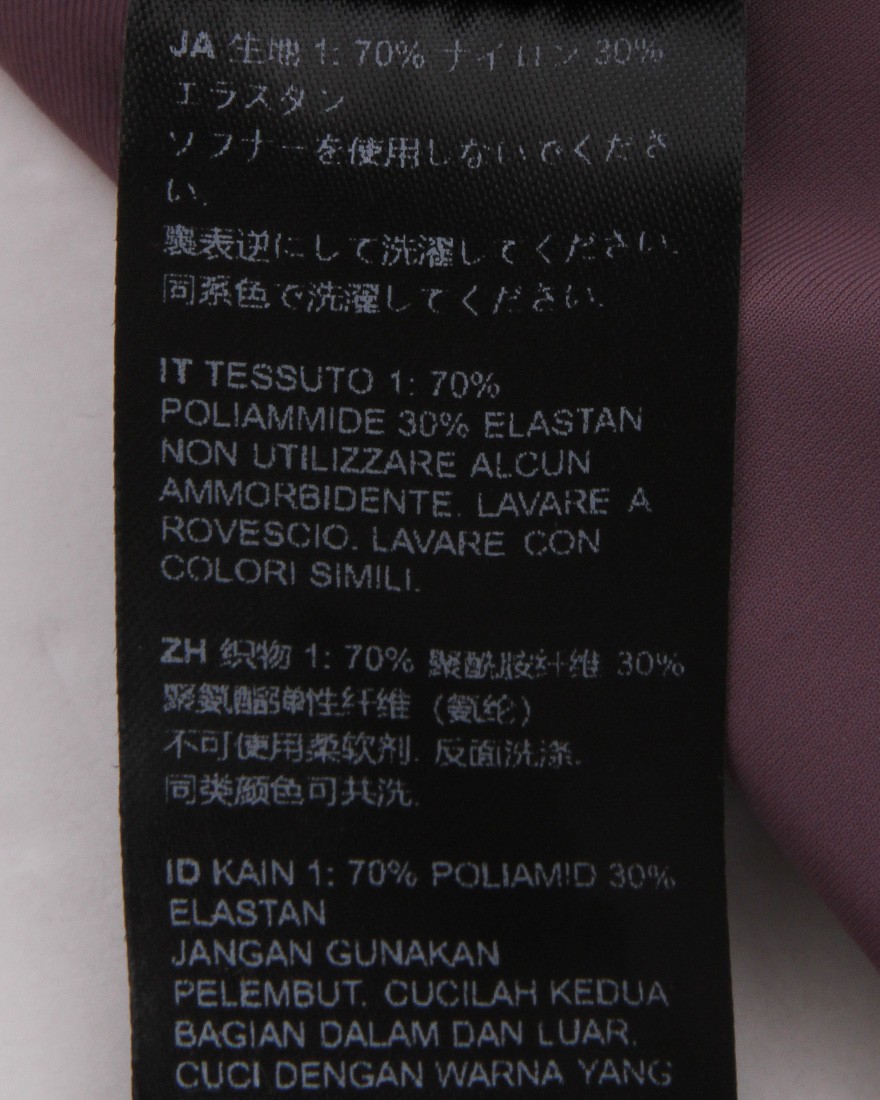 JA 生地 1: 70% ナイロン 30%
エラスタン
ソフナーを使用しないでくださ
い.
裏表逆にして洗濯してください.
同系色で洗濯してください.
IT TESSUTO 1: 70%
POLIAMMIDE 30% ELASTAN
NON UTILIZZARE ALCUN
AMMORBIDENTE. LAVARE A
ROVESCIO. LAVARE CON
COLORI SIMILI.
ZH 织物 1: 70% 聚酰胺纤维 30%
聚氨酯弹性纤维 (氨纶)
不可使用柔软剂. 反面洗涤.
同类颜色可共洗.
ID KAIN 1: 70% POLIAMID 30%
ELASTAN
JANGAN GUNAKAN
PELEMBUT. CUCILAH KEDUA
BAGIAN DALAM DAN LUAR.
CUCI DENGAN WARNA YANG